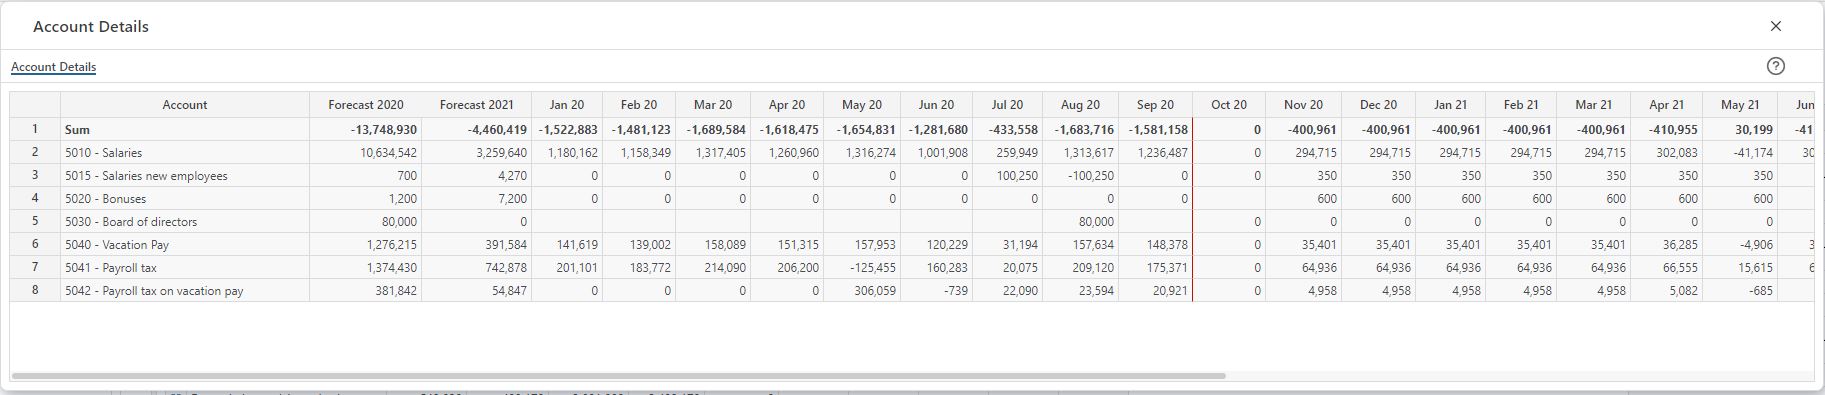 Account Details
Account Details
Account Forecast 2020 Forecast 2021 Jan 20 Feb 20 Mar 20 Apr 20 May 20 Jun 20 Jul 20 Aug 20 Sep 20 Oct 20 Nov 20 Dec 20 Jan 21 Feb 21 Mar 21 Apr 21 May 21 Jun
1 Sum -13,748,930 -4,460,419 -1,522,883 -1,481,123 -1,689,584 -1,618,475 -1,654,831 -1,281,680 -433,558 -1,683,716 -1,581,158 0 -400,961 -400,961 -400,961 -400,961 -400,961 -410,955 30,199 -41
2 5010 - Salaries 10,634,542 3,259,640 1,180,162 1,158,349 1,317,405 1,260,960 1,316,274 1,001,908 259,949 1,313,617 1,236,487 0 294,715 294,715 294,715 294,715 294,715 302,083 -41,174 30
3 5015 - Salaries new employees 700 4,270 0 0 0 0 0 0 100,250 -100,250 0 0 350 350 350 350 350 350 350
4 5020 - Bonuses 1,200 7,200 0 0 0 0 0 0 0 0 0 600 600 600 600 600 600 600
5 5030 - Board of directors 80,000 0 80,000 0 0 0 0 0 0 0 0
6 5040 - Vacation Pay 1,276,215 391,584 141,619 139,002 158,089 151,315 157,953 120,229 31,194 157,634 148,378 0 35,401 35,401 35,401 35,401 35,401 36,285 -4,906
7 5041 - Payroll tax 1,374,430 742,878 201,101 183,772 214,090 206,200 -125,455 160,283 20,075 209,120 175,371 0 64,936 64,936 64,936 64,936 64,936 66,555 15,615
8 5042 - Payroll tax on vacation pay 381,842 54,847 0 0 0 0 306,059 -739 22,090 23,594 20,921 0 4,958 4,958 4,958 4,958 4,958 5,082 -685